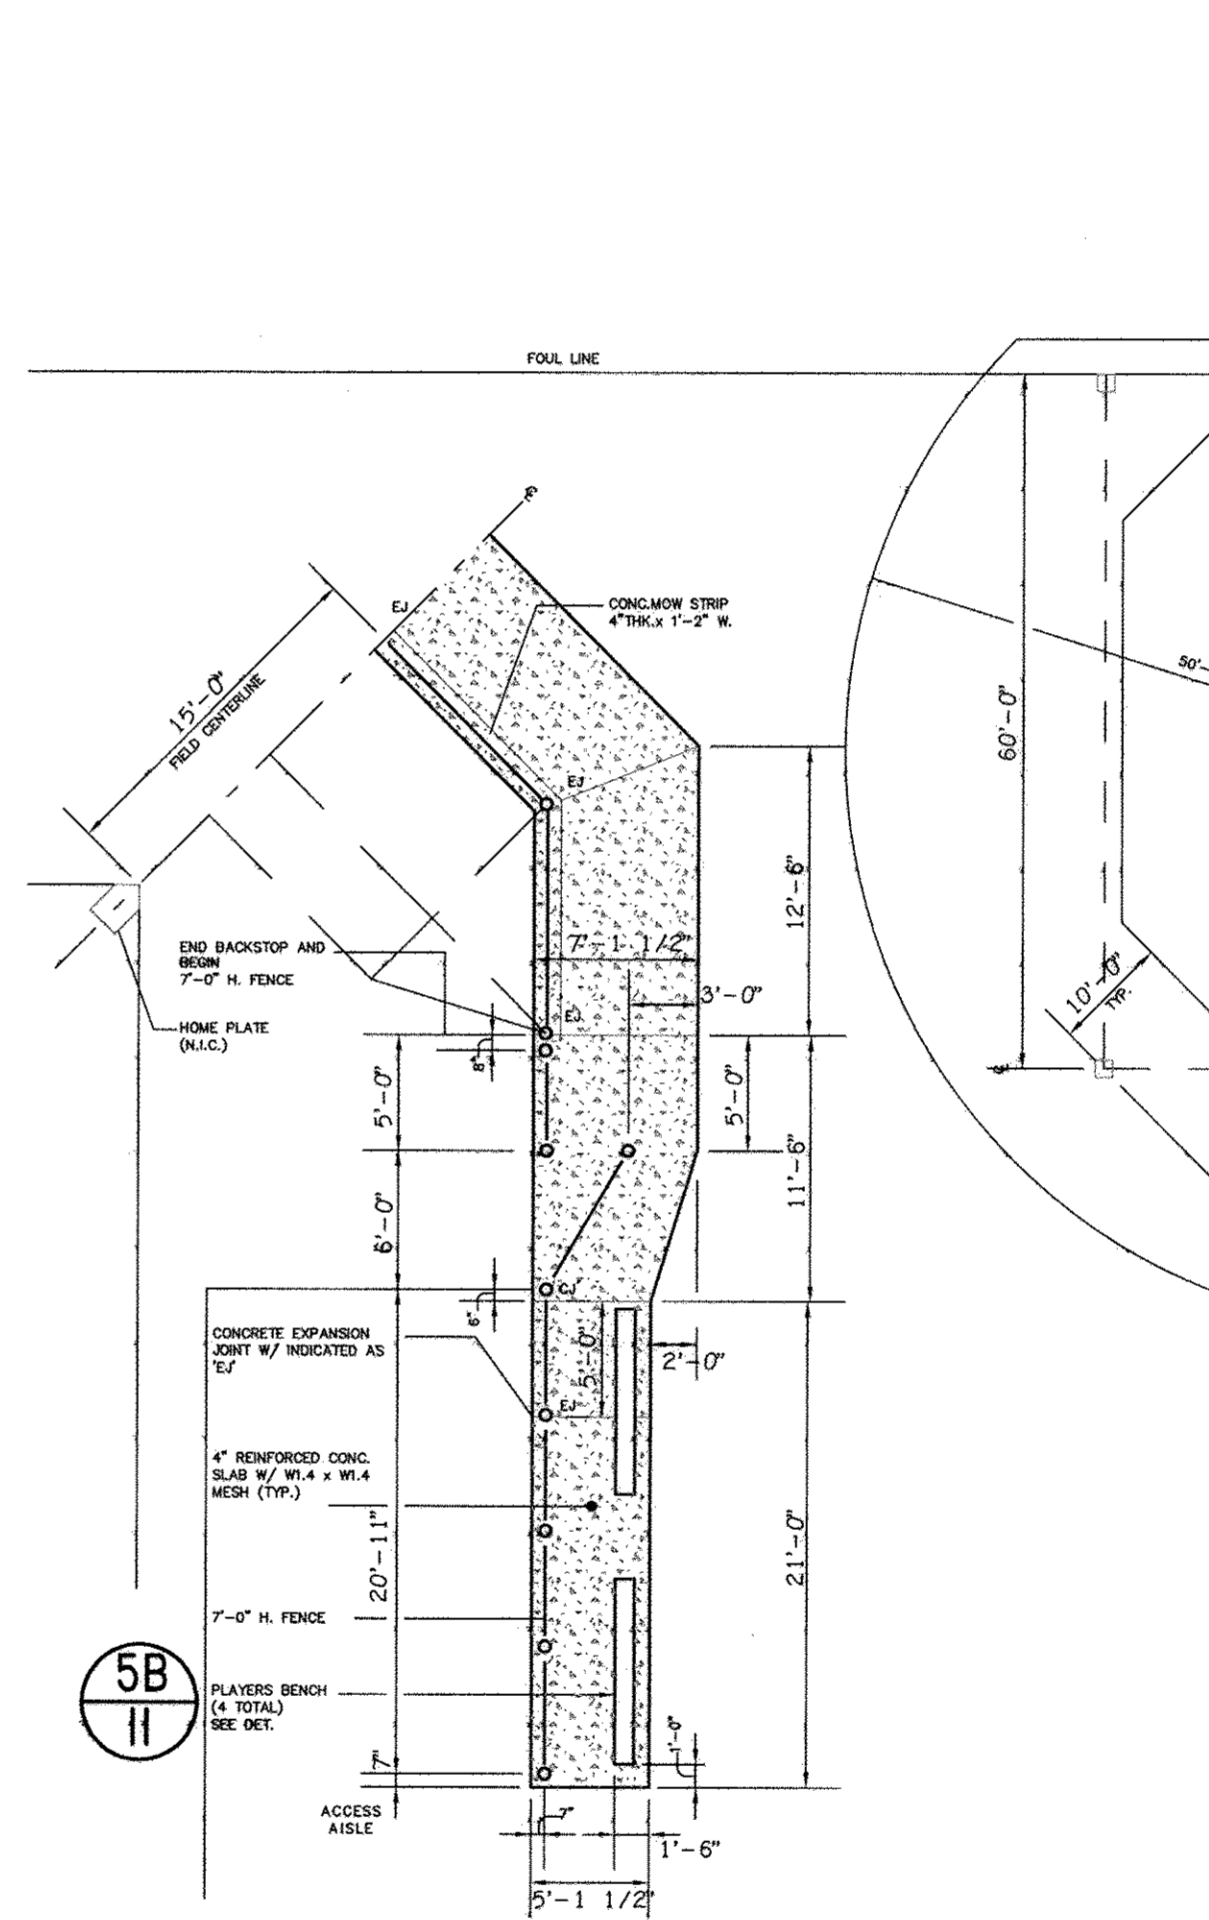 FOUL LINE
℄
EJ
CONC.MOW STRIP
4"THK.x 1'-2" W.
15'-0"
FIELD CENTERLINE
50'-
60'-0"
EJ
12'-6"
7'-1 1/2"
END BACKSTOP AND
BEGIN
7'-0" H. FENCE
3'-0"
10'-0"
TYP.
EJ
HOME PLATE
(N.I.C.)
8"
℄
5'-0"
5'-0"
11'-6"
6'-0"
CJ
6"
CONCRETE EXPANSION
JOINT W/ INDICATED AS
'EJ'
5'-0"
2'-0"
EJ
4" REINFORCED CONC.
SLAB W/ W1.4 x W1.4
MESH (TYP.)
20'-11"
21'-0"
7'-0" H. FENCE
5B
11
PLAYERS BENCH
(4 TOTAL)
SEE DET.
1'-0"
7"
ACCESS
AISLE
7"
1'-6"
5'-1 1/2"